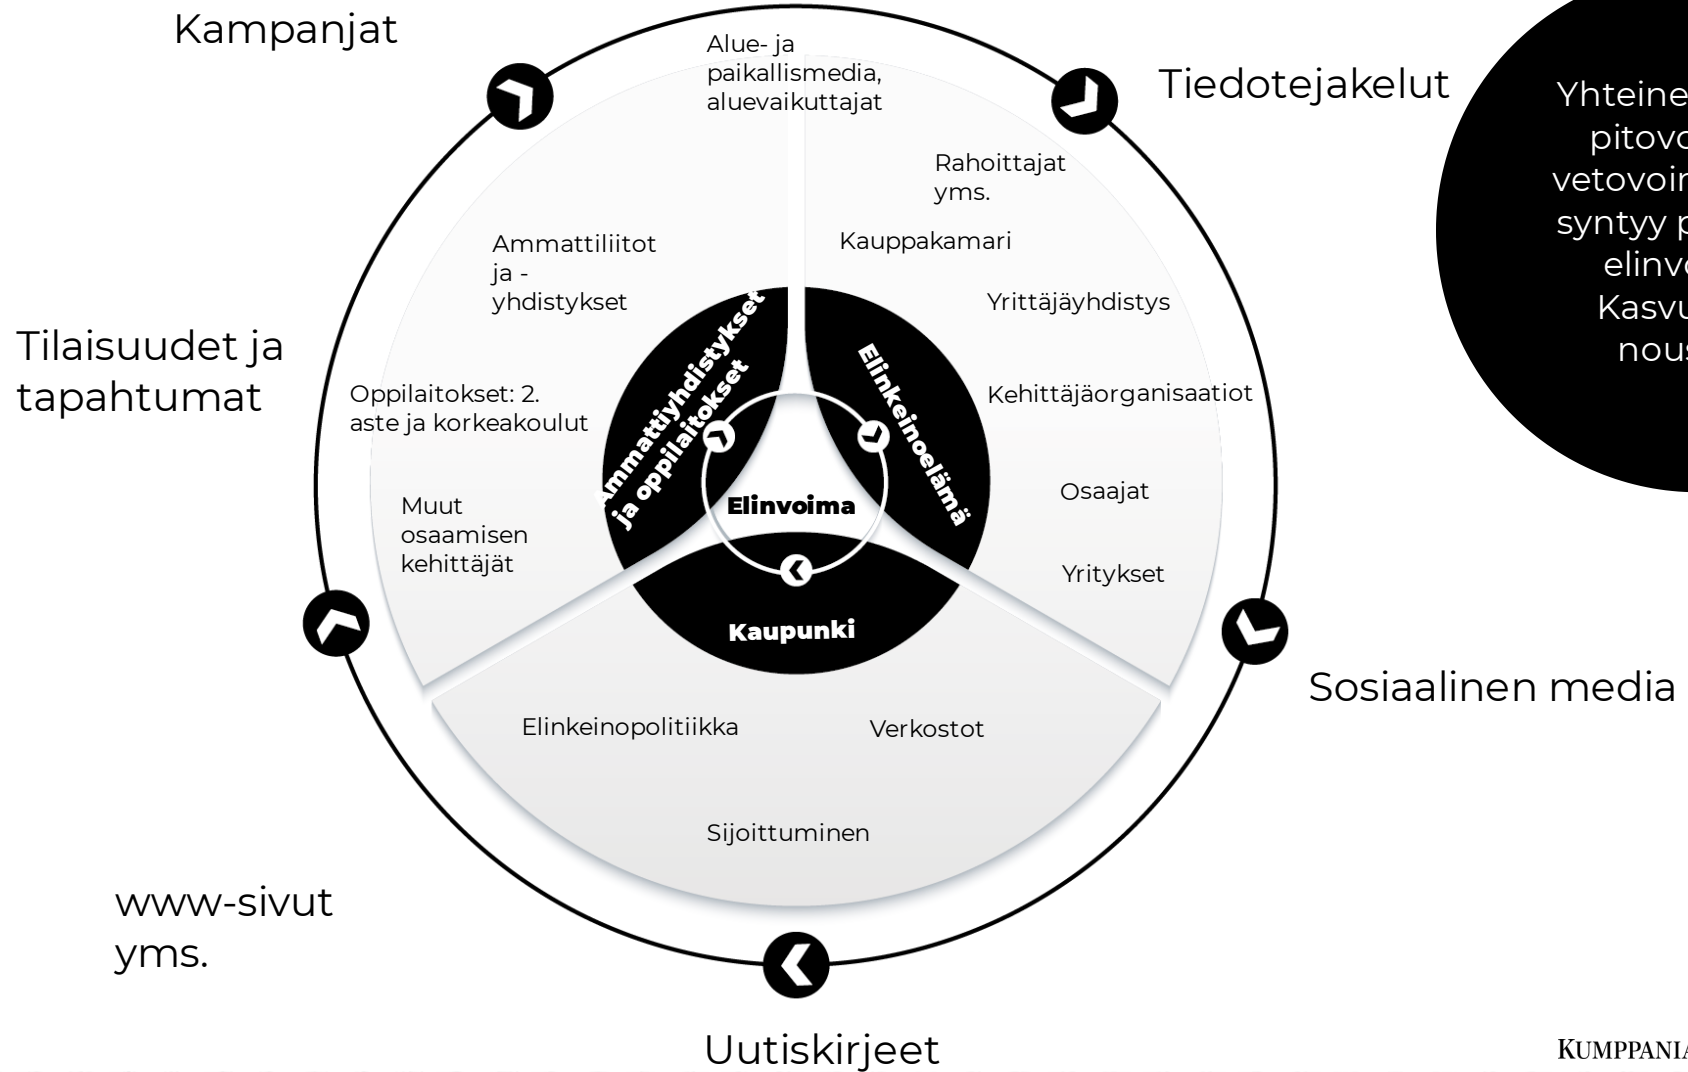 Kampanjat
Alue- ja
paikallismedia,
aluevaikuttajat
Tiedotejakelut
Rahoittajat
yms.
Kauppakamari
Ammattiliitot
ja -
yhdistykset
Yrittäjäyhdistys
Tilaisuudet ja
tapahtumat
Oppilaitokset: 2.
aste ja korkeakoulut
Kehittäjäorganisaatiot
Ammattiyhdistykset
ja oppilaitokset
Elinkeinoelämä
Muut
osaamisen
kehittäjät
Elinvoima
Osaajat
Yritykset
Kaupunki
Sosiaalinen media
Elinkeinopolitiikka
Verkostot
Sijoittuminen
www-sivut
yms.
Uutiskirjeet
syntyy